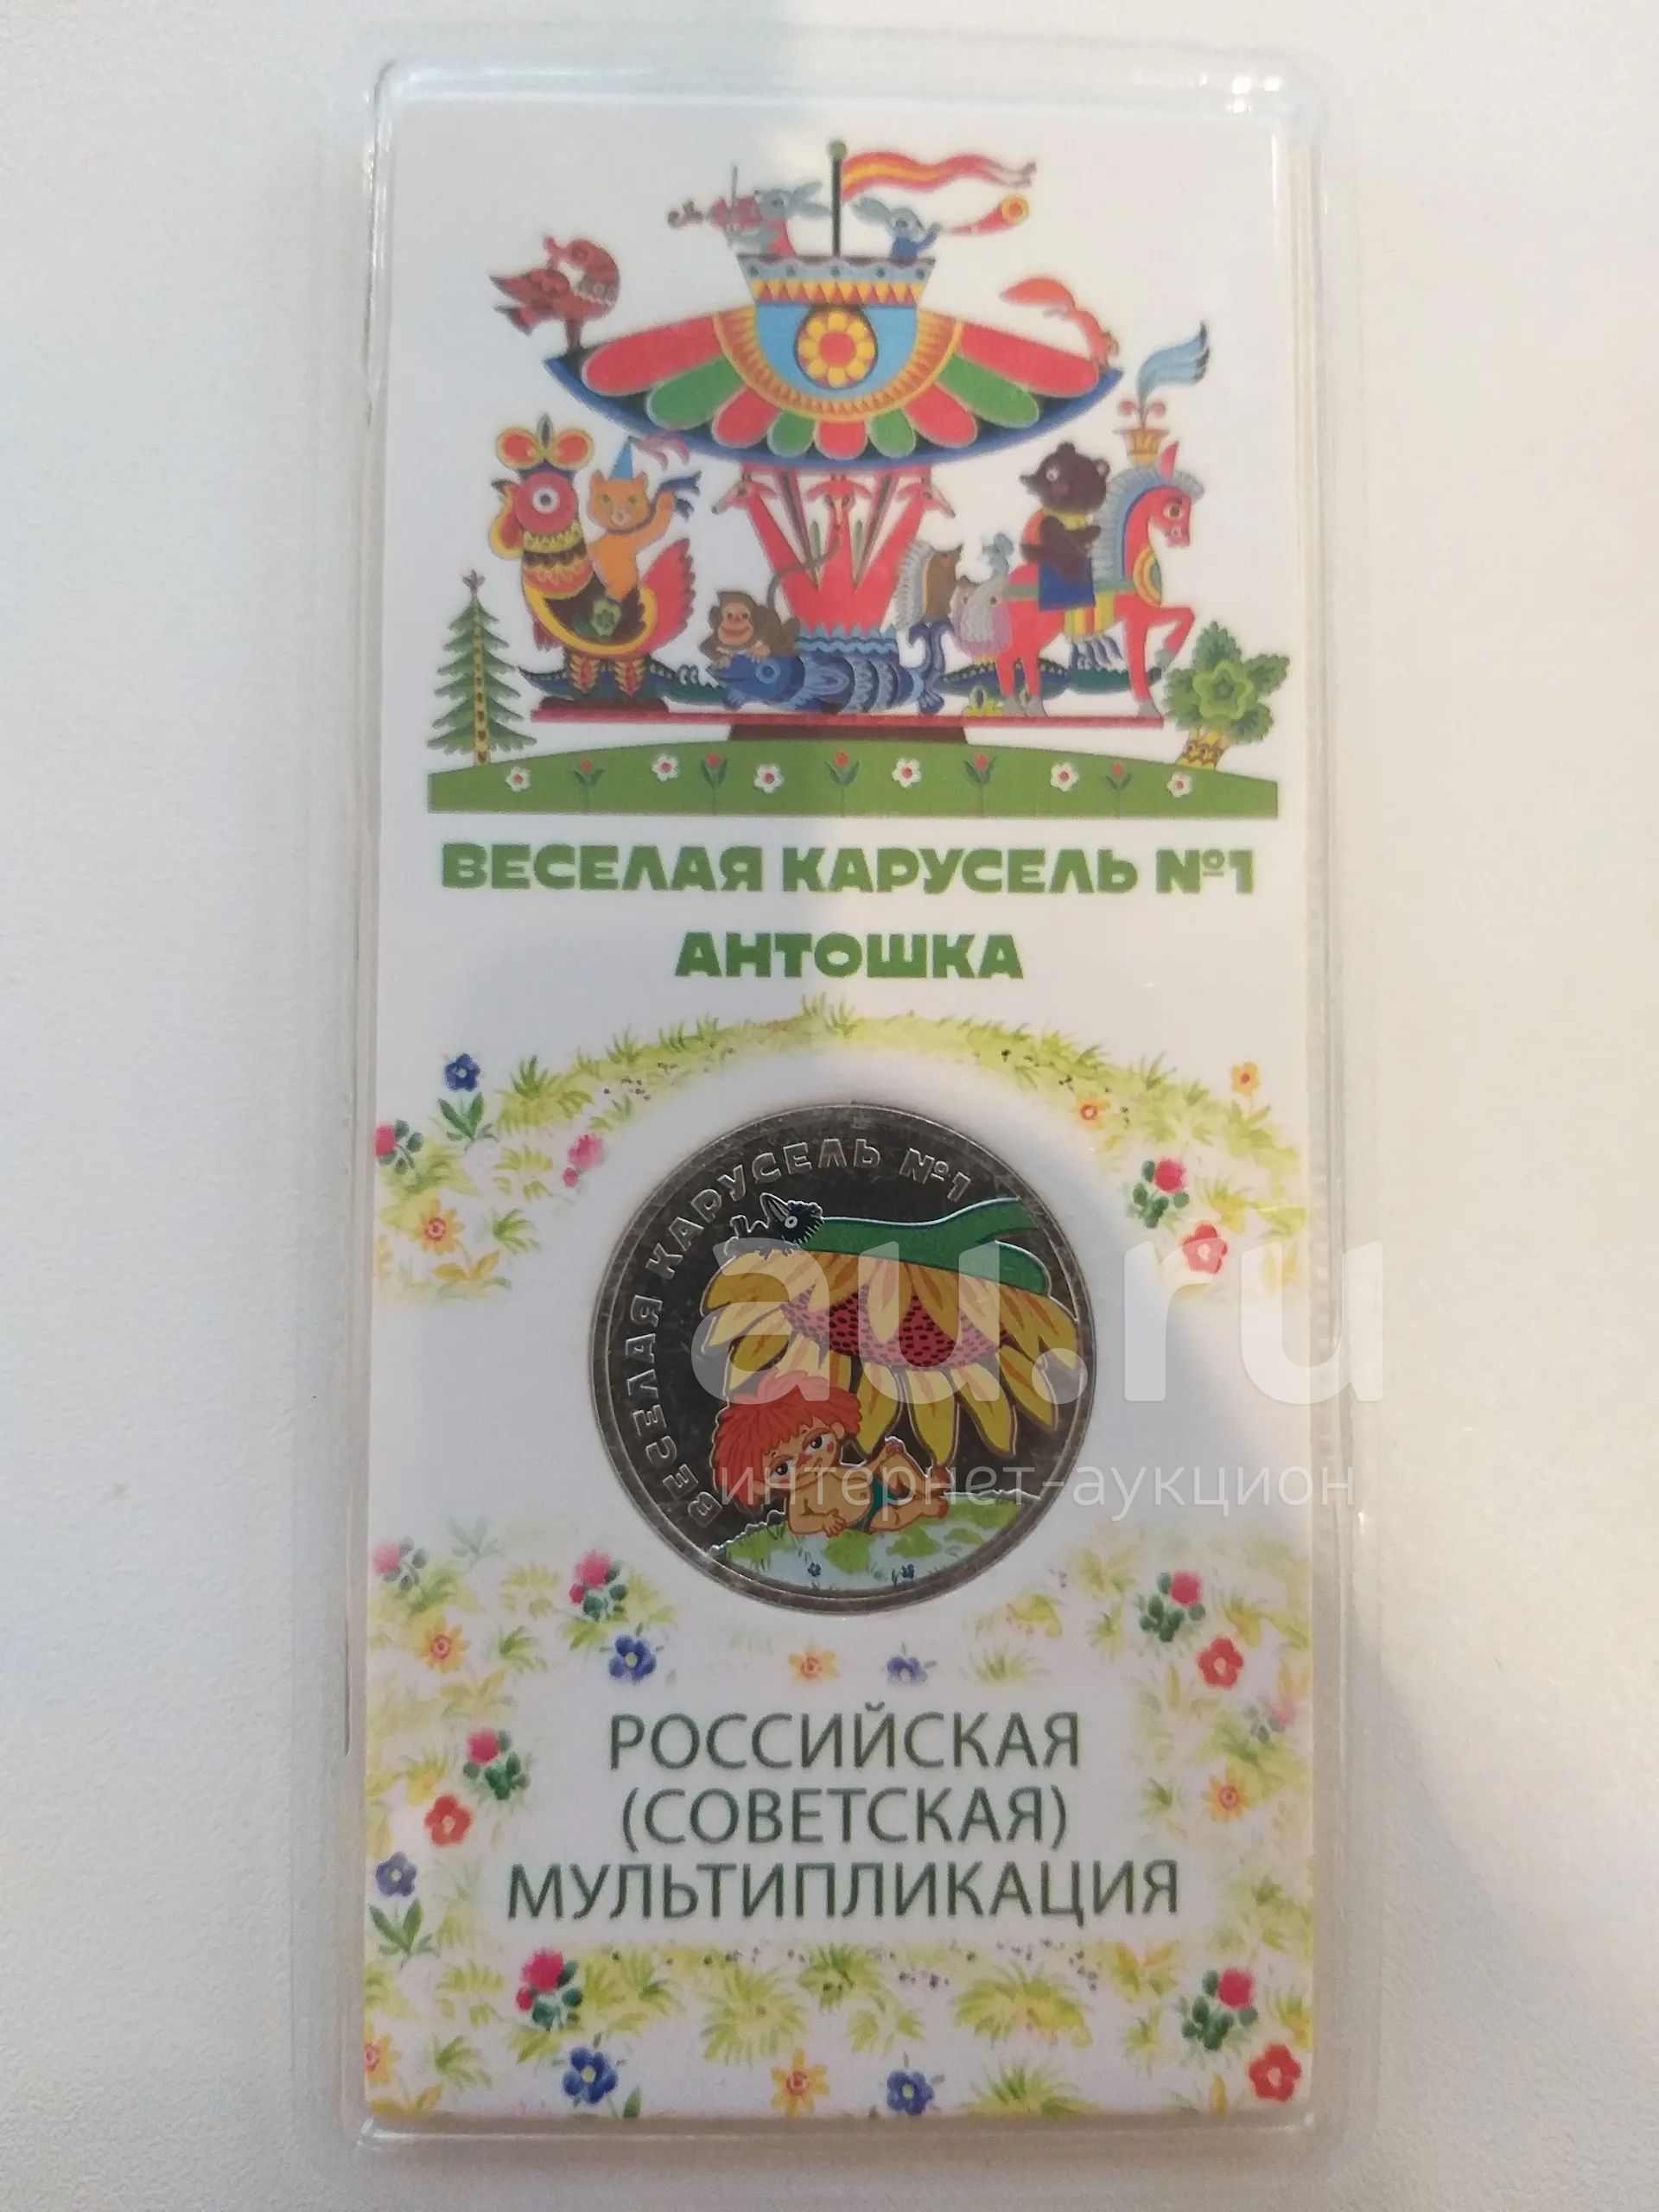 ВЕСЕЛАЯ КАРУСЕЛЬ №1
АНТОШКА
ВЕСЕЛАЯ КАРУСЕЛЬ №1
au.ru
интернет-аукцион
РОССИЙСКАЯ
(СОВЕТСКАЯ)
МУЛЬТИПЛИКАЦИЯ